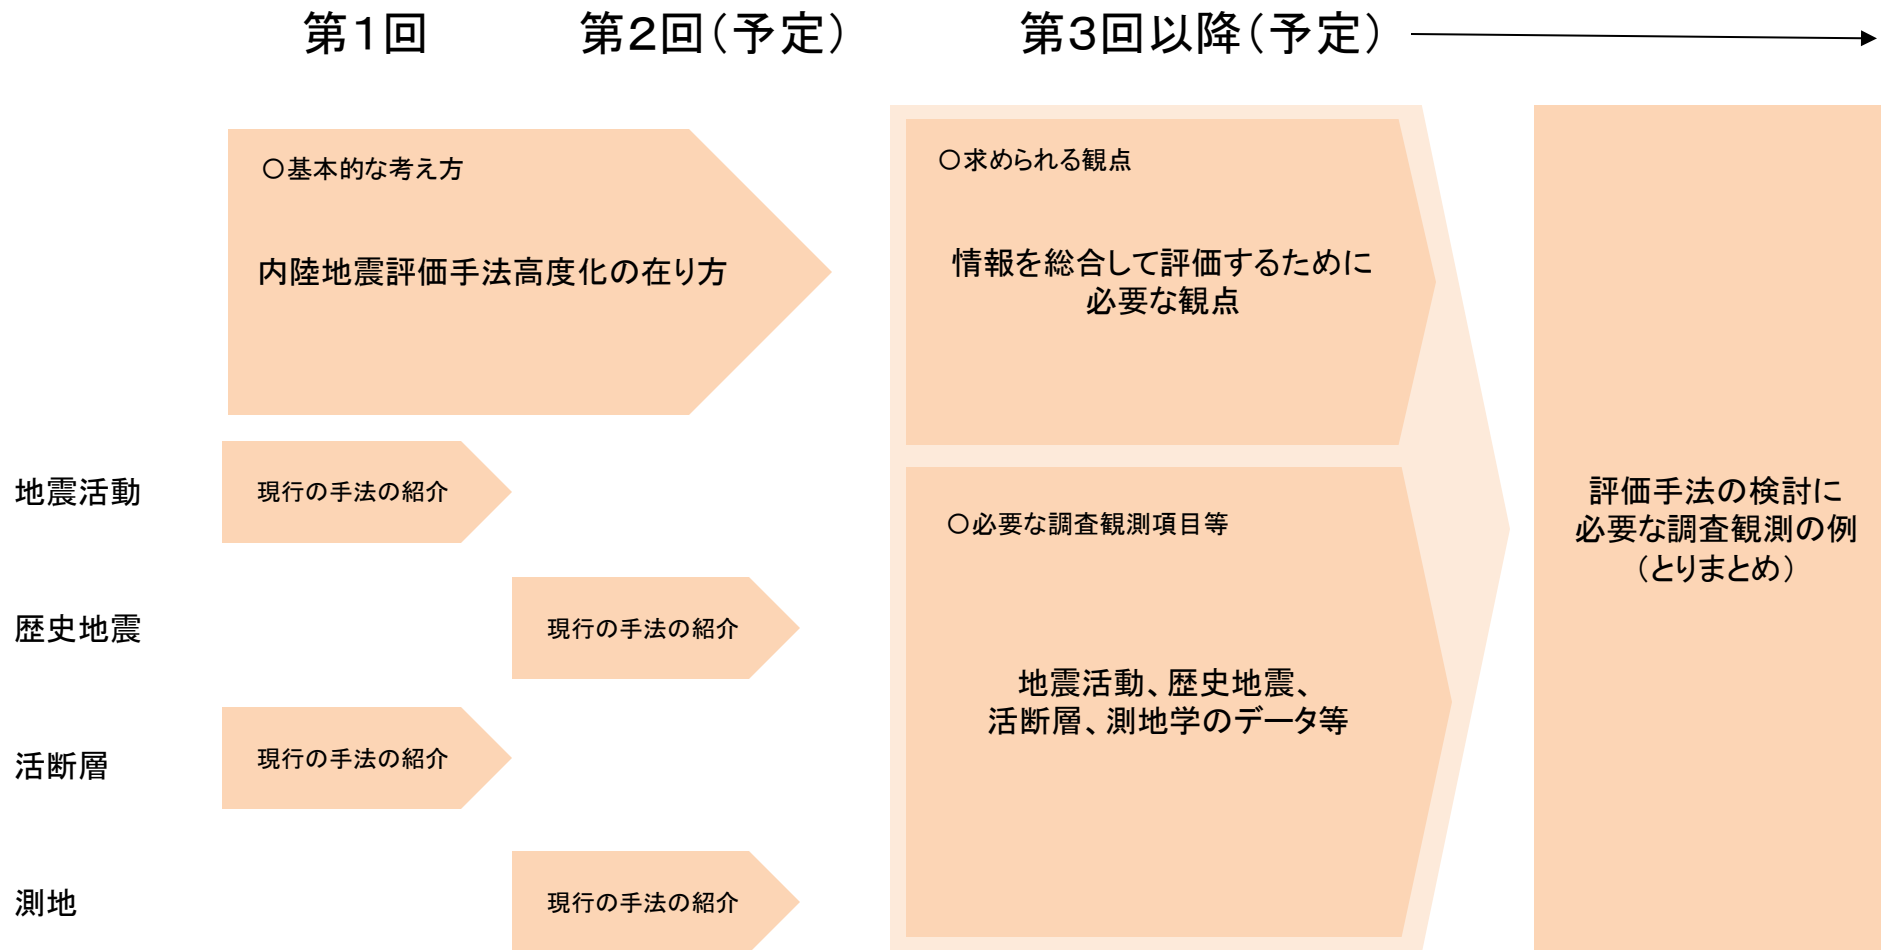 第1回
第2回(予定)
第3回以降(予定)
〇基本的な考え方
内陸地震評価手法高度化の在り方
〇求められる観点
情報を総合して評価するために
必要な観点
地震活動
現行の手法の紹介
歴史地震
現行の手法の紹介
活断層
現行の手法の紹介
測地
現行の手法の紹介
〇必要な調査観測項目等
地震活動、歴史地震、
活断層、測地学のデータ等
評価手法の検討に
必要な調査観測の例
(とりまとめ)